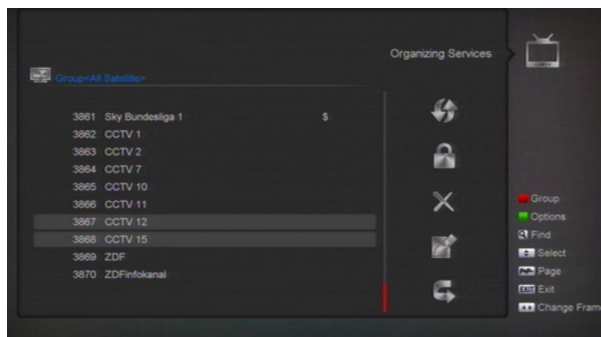 Organizing Services
Group<All Satellite>
3861 Sky Bundesliga 1 $
3862 CCTV 1
3863 CCTV 2
3864 CCTV 7
3865 CCTV 10
3866 CCTV 11
3867 CCTV 12
3868 CCTV 15
3869 ZDF
3870 ZDFinfokanal
Group
Options
Find
Select
Page
EXIT Exit
Change Frame